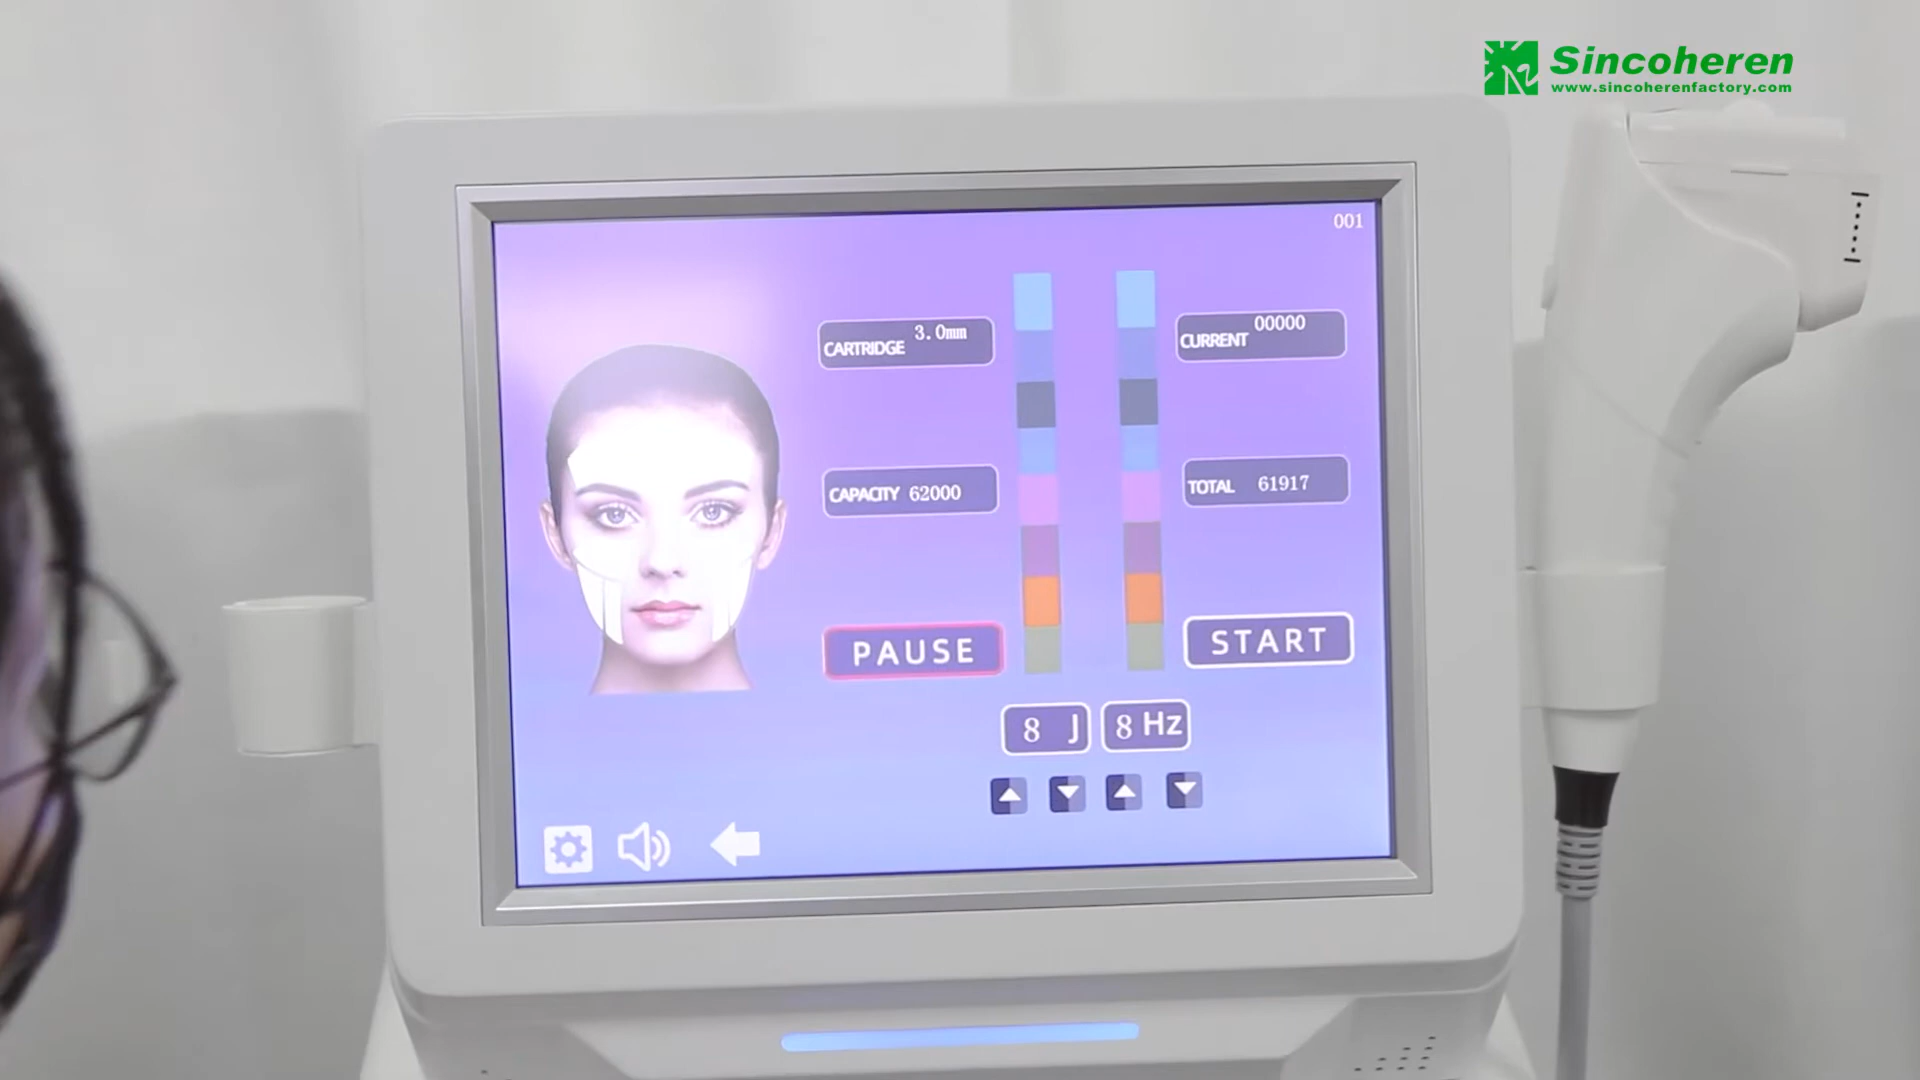 Sincoheren
www.sincoherenfactory.com
001
CARTRIDGE 3.0mm
CURRENT 00000
CAPACITY 62000
TOTAL 61917
PAUSE
START
8 J
8 Hz